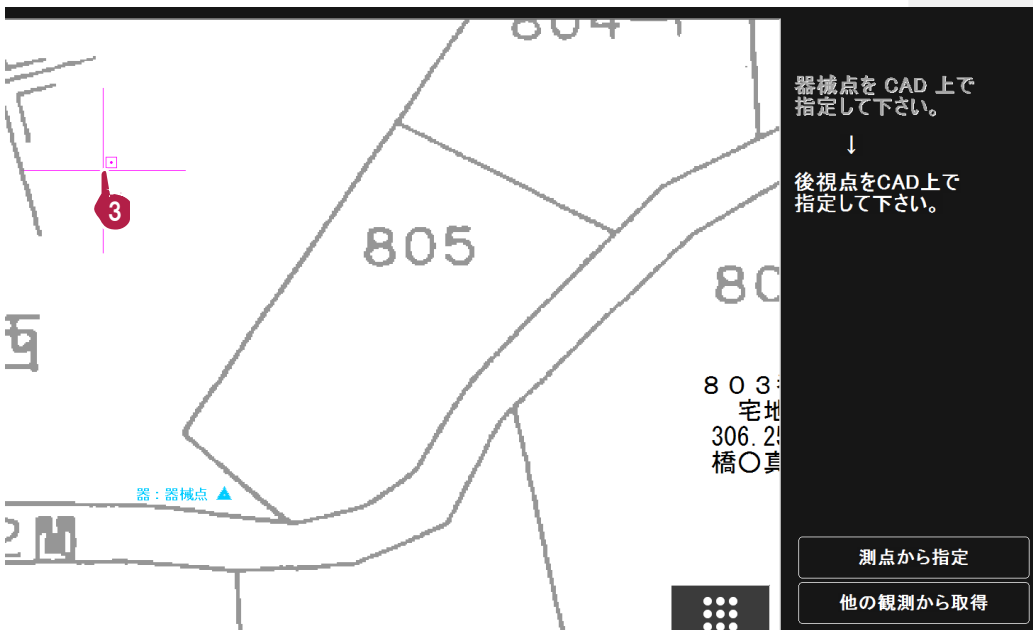 804-1
器械点を CAD 上で
指定して下さい。
↓
後視点をCAD上で
指定して下さい。
3
805
80
803
宅地
306.2
橋〇真
器：器械点
測点から指定
他の観測から取得